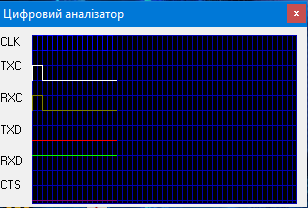 Цифровий аналізатор
CLK
TXC
RXC
TXD
RXD
CTS